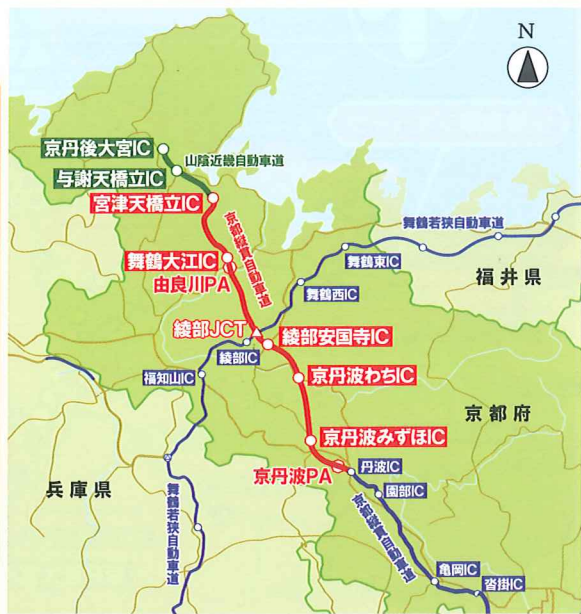 N
京丹後大宮IC
山陰近畿自動車道
与謝天橋立IC
宮津天橋立IC
京都縦貫自動車道
舞鶴若狭自動車道
舞鶴東IC
福井県
舞鶴大江IC
由良川PA
舞鶴西IC
綾部JCT
綾部安国寺IC
綾部IC
福知山IC
京丹波わちIC
京都府
京丹波みずほIC
京丹波PA
丹波IC
兵庫県
園部IC
舞鶴若狭自動車道
京都縦貫自動車道
亀岡IC
沓掛IC